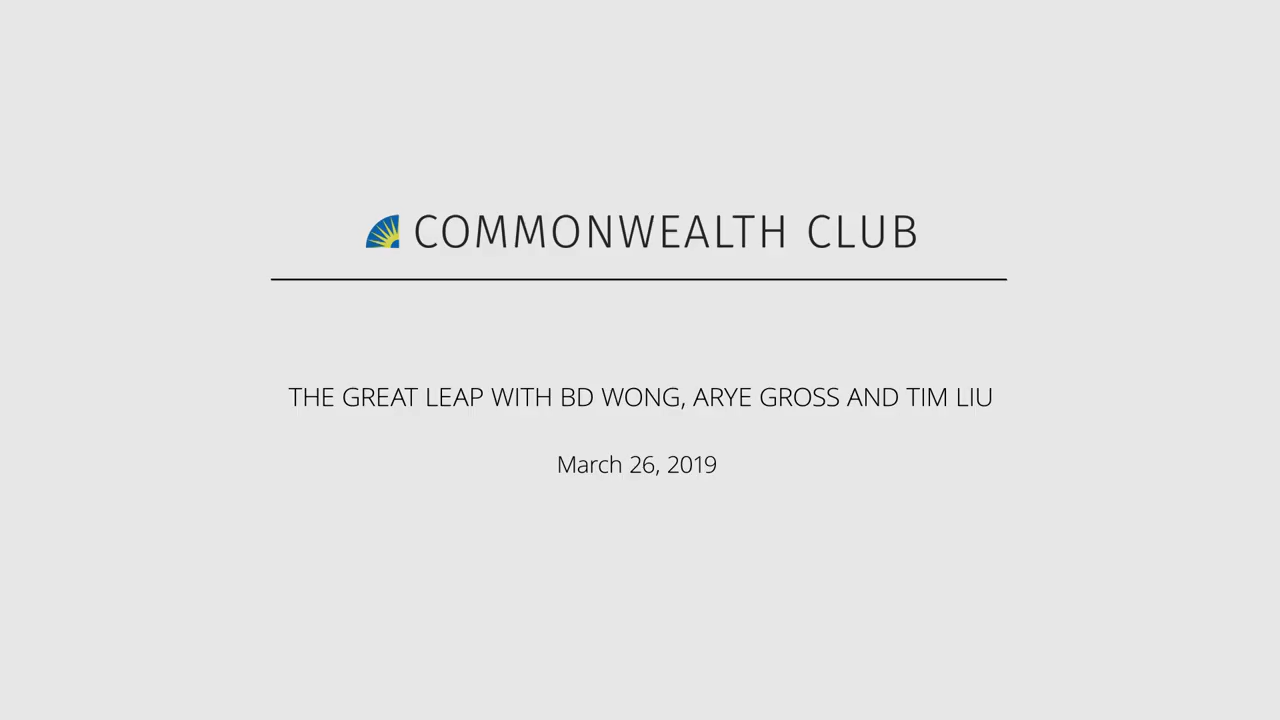 COMMONWEALTH CLUB
THE GREAT LEAP WITH BD WONG, ARYE GROSS AND TIM LIU
March 26, 2019